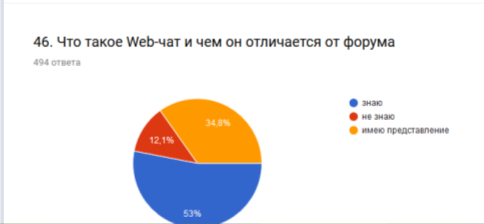 46. Что такое Web-чат и чем он отличается от форума
494 ответа
34,8%
12,1%
53%
знаю
не знаю
имею представление